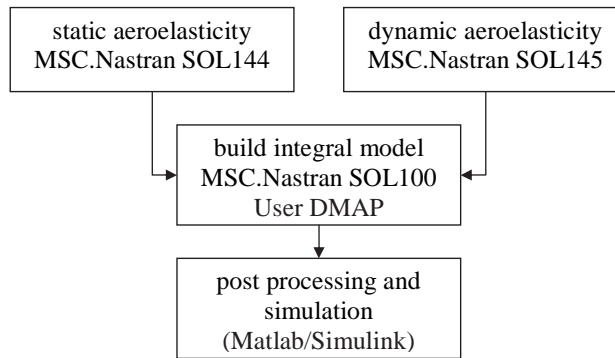 static aeroelasticity
MSC.Nastran SOL144
dynamic aeroelasticity
MSC.Nastran SOL145
build integral model
MSC.Nastran SOL100
User DMAP
post processing and
simulation
(Matlab/Simulink)